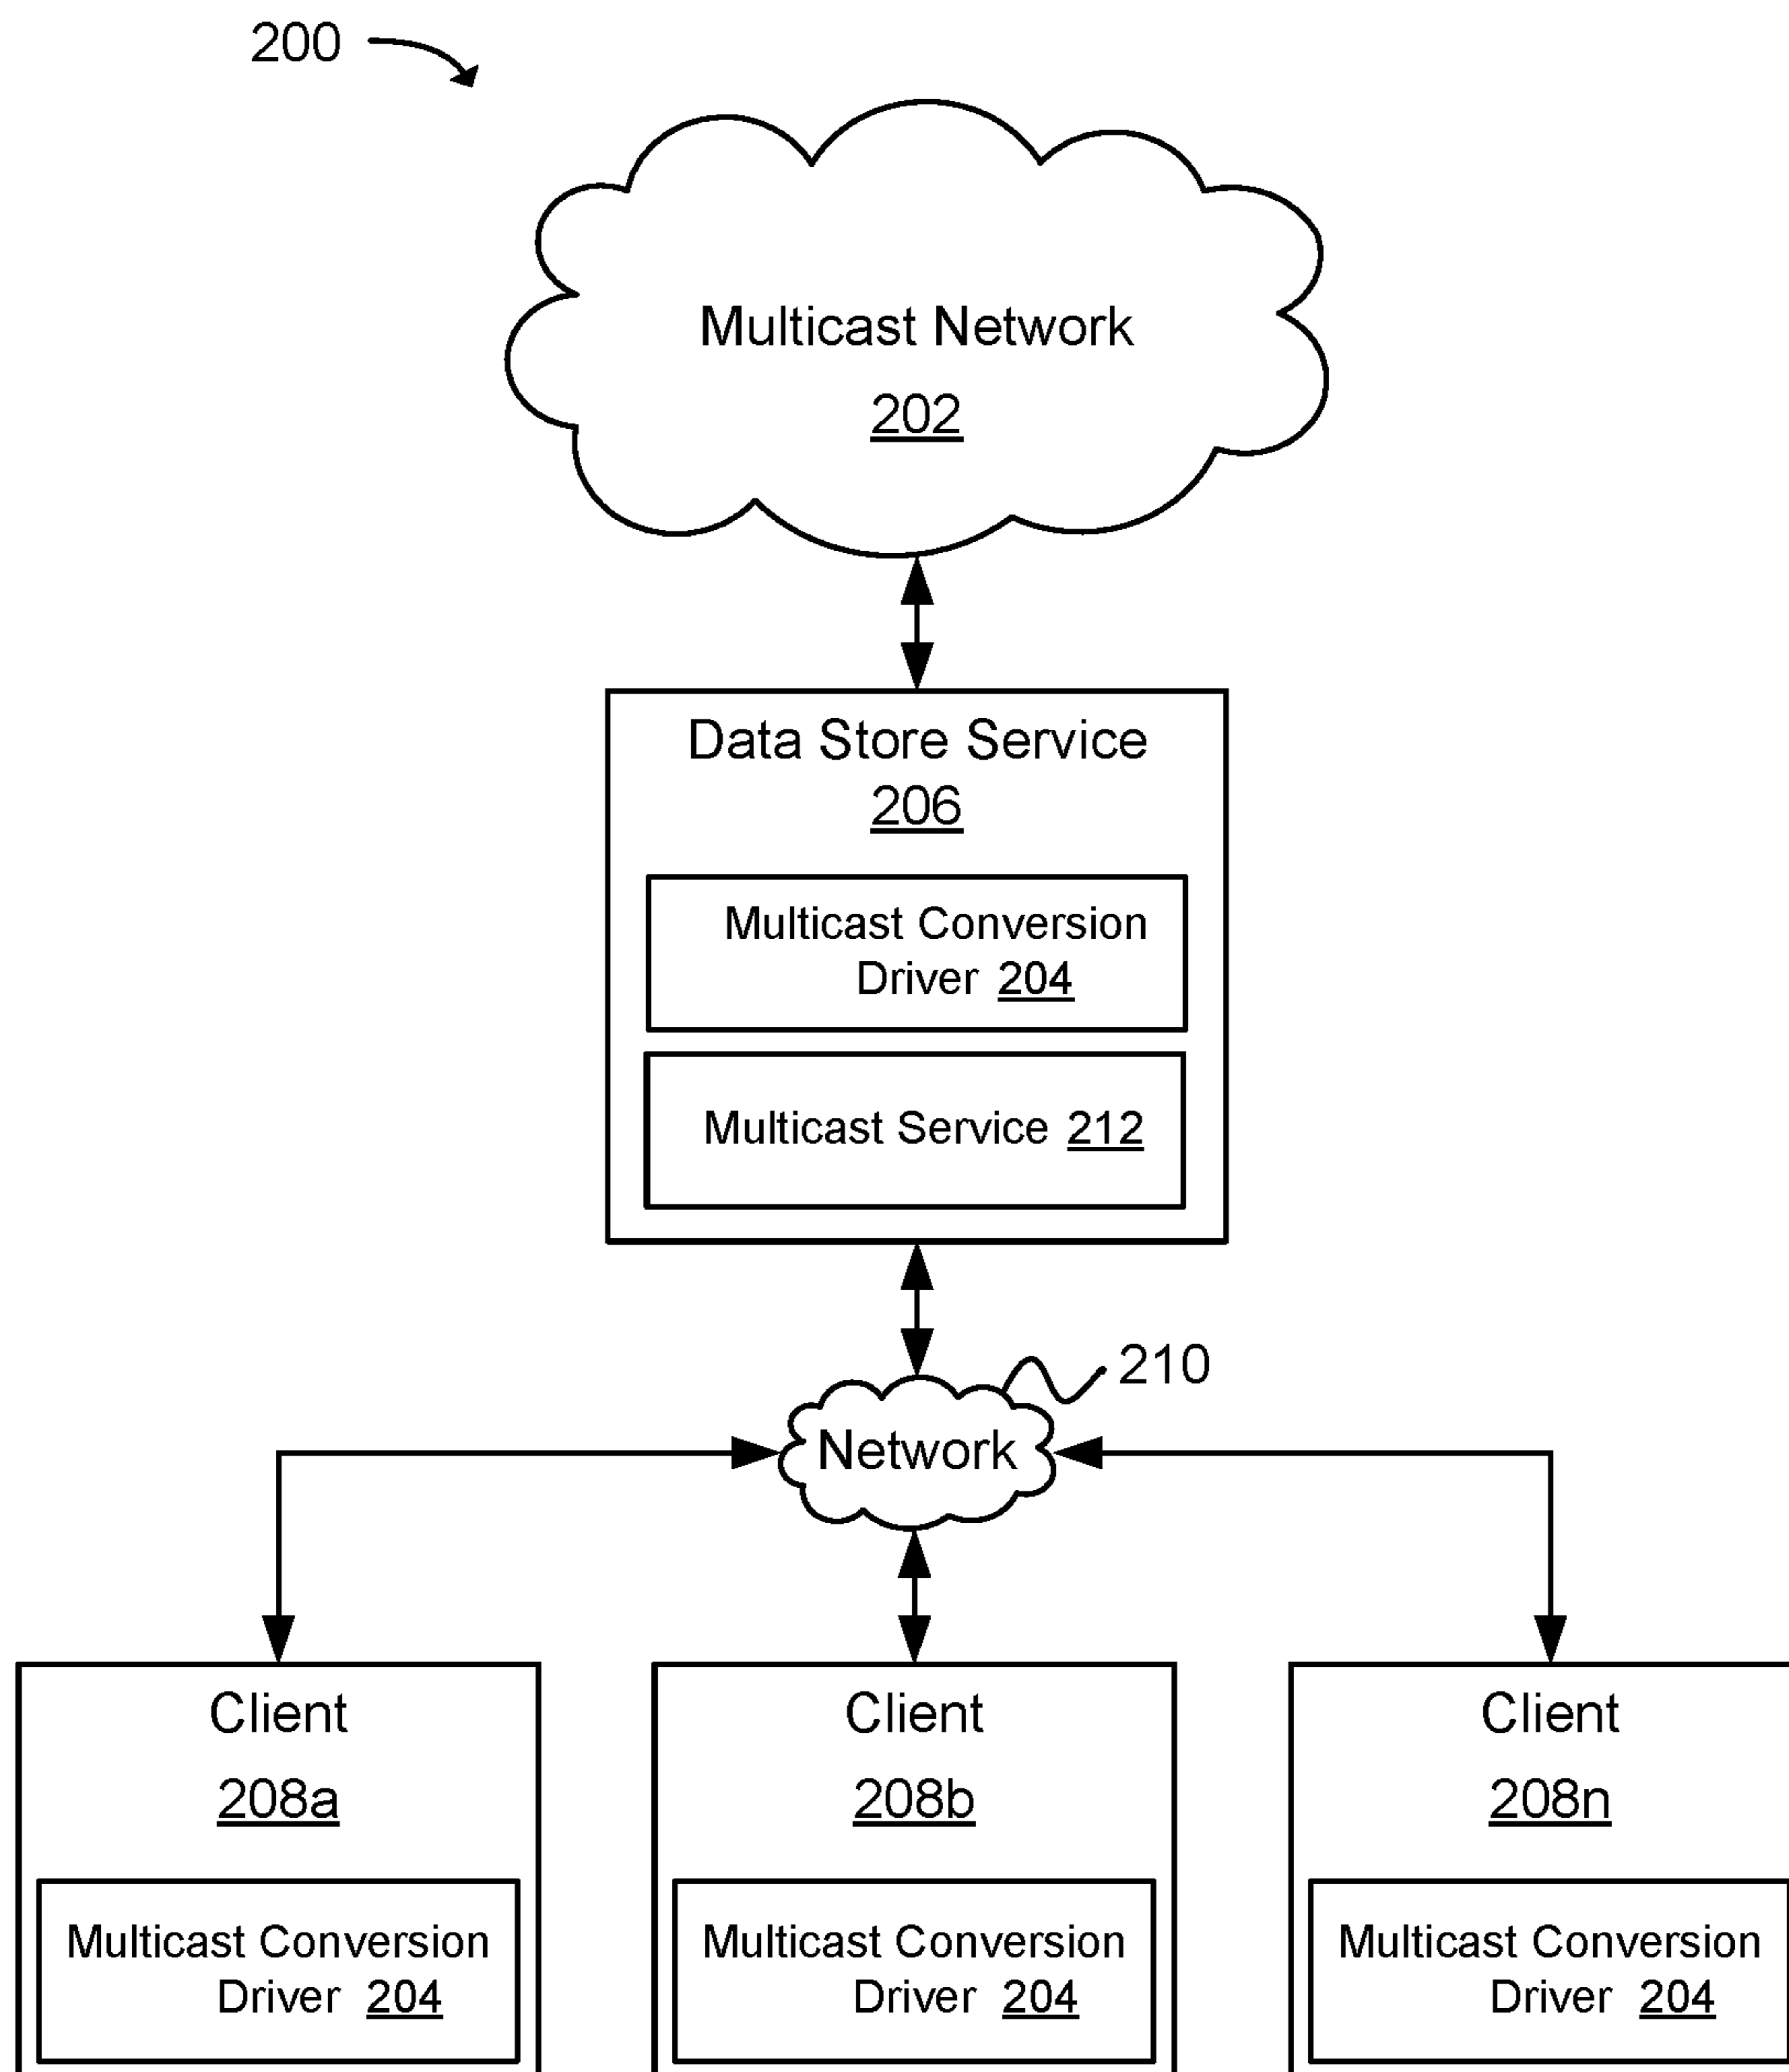 200
Multicast Network
202
Data Store Service
206
Multicast Conversion
Driver 204
Multicast Service 212
210
Network
Client
208a
Multicast Conversion
Driver 204
Client
208b
Multicast Conversion
Driver 204
Client
208n
Multicast Conversion
Driver 204